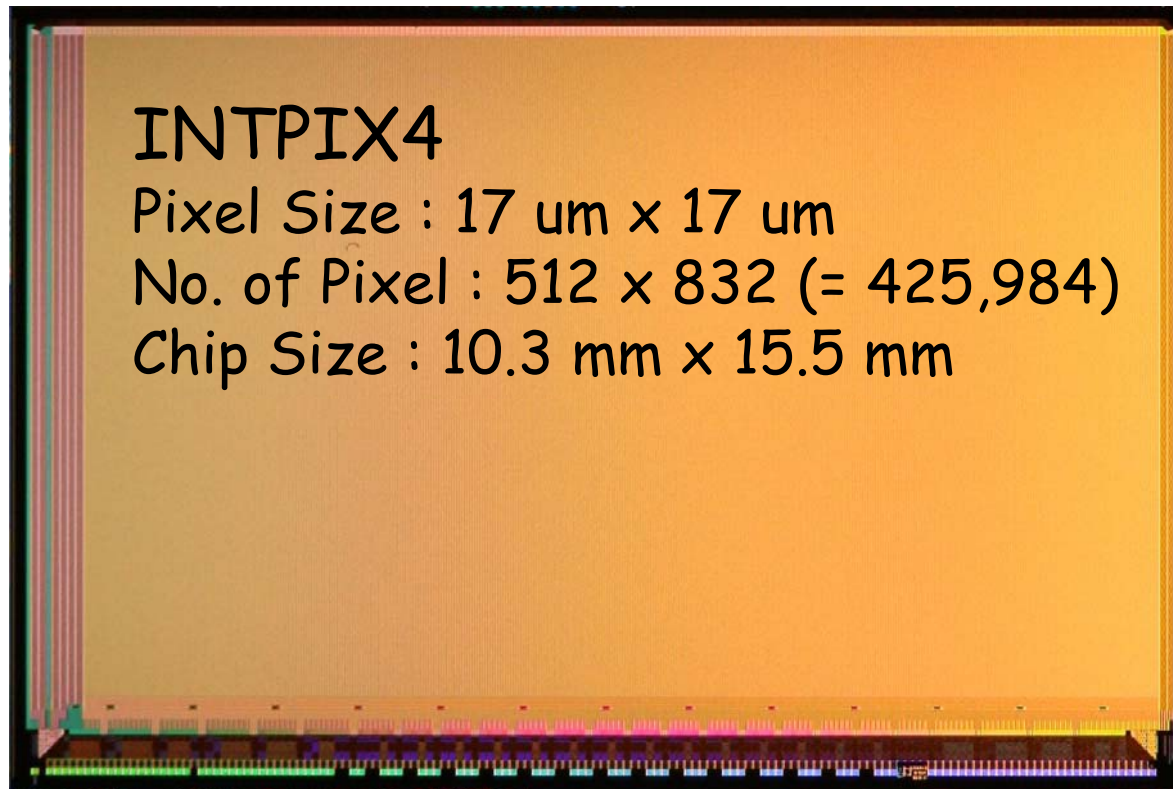 INTPIX4
Pixel Size : 17 um x 17 um
No. of Pixel : 512 x 832 (= 425,984)
Chip Size : 10.3 mm x 15.5 mm